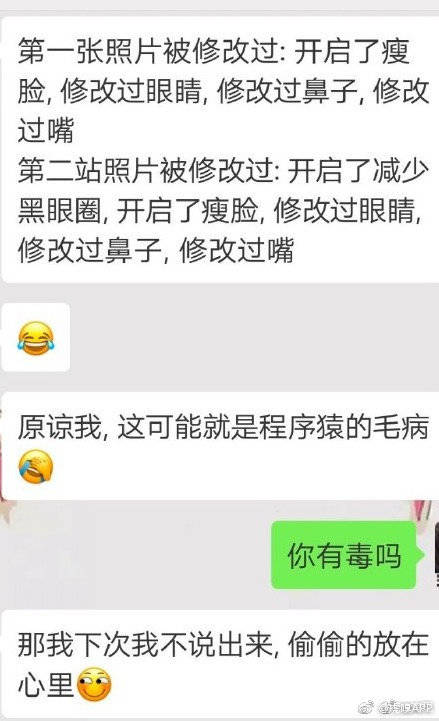 第一张照片被修改过: 开启了瘦
脸, 修改过眼睛, 修改过鼻子, 修改
过嘴
第二站照片被修改过: 开启了减少
黑眼圈, 开启了瘦脸, 修改过眼睛,
修改过鼻子, 修改过嘴
原谅我, 这可能就是程序猿的毛病
你有毒吗
那我下次我不说出来, 偷偷的放在
心里